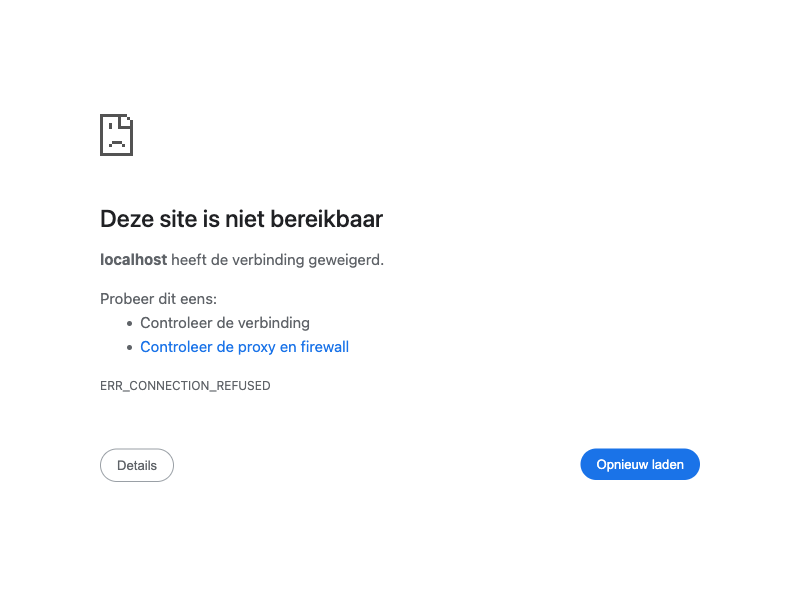 Deze site is niet bereikbaar
localhost heeft de verbinding geweigerd.
Probeer dit eens:
Controleer de verbinding
Controleer de proxy en firewall
ERR_CONNECTION_REFUSED
Details
Opnieuw laden